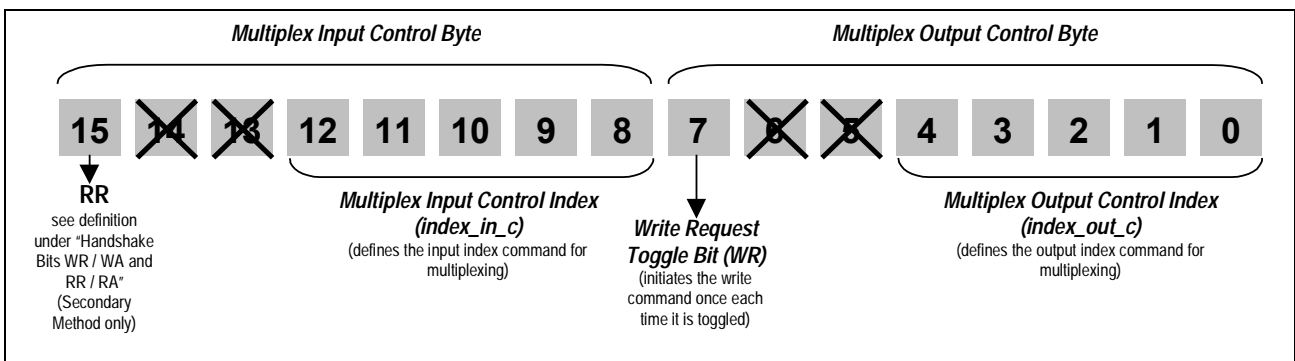 Multiplex Input Control Byte
Multiplex Output Control Byte
15 14 13 12 11 10 9 8 7 6 5 4 3 2 1 0
RR
see definition
under "Handshake
Bits WR / WA and
RR / RA"
(Secondary
Method only)
Multiplex Input Control Index
(index_in_c)
(defines the input index command for
multiplexing)
Write Request
Toggle Bit (WR)
(initiates the write
command once each
time it is toggled)
Multiplex Output Control Index
(index_out_c)
(defines the output index command for
multiplexing)